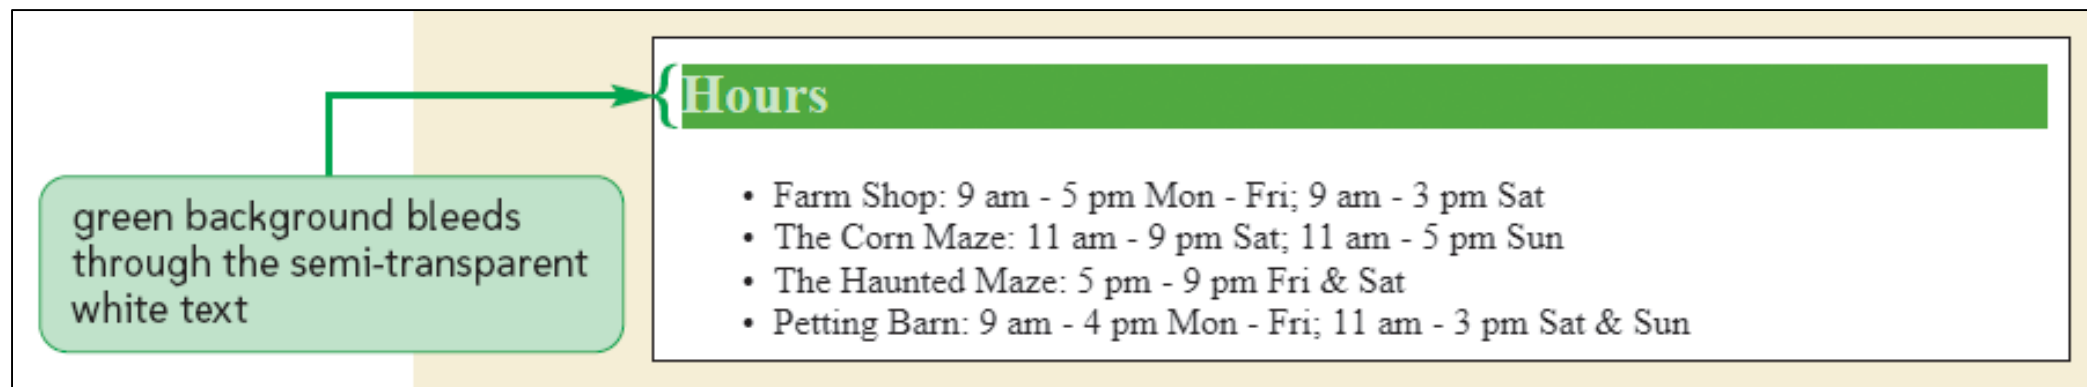 Hours
• Farm Shop: 9 am - 5 pm Mon - Fri; 9 am - 3 pm Sat
• The Corn Maze: 11 am - 9 pm Sat; 11 am - 5 pm Sun
• The Haunted Maze: 5 pm - 9 pm Fri & Sat
• Petting Barn: 9 am - 4 pm Mon - Fri; 11 am - 3 pm Sat & Sun
green background bleeds
through the semi-transparent
white text